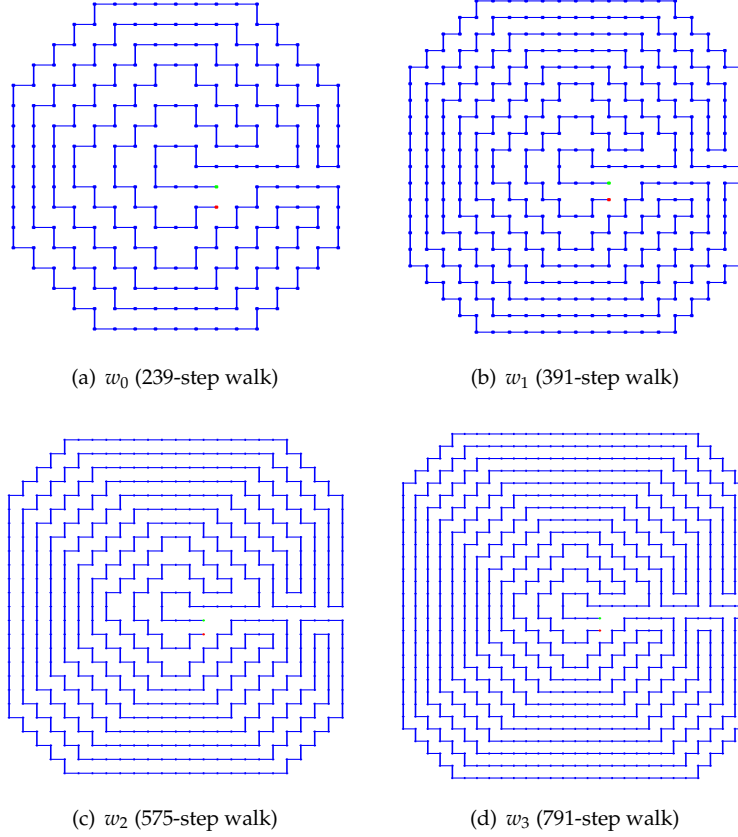 (a) w₀ (239-step walk)
(b) w₁ (391-step walk)
(c) w₂ (575-step walk)
(d) w₃ (791-step walk)